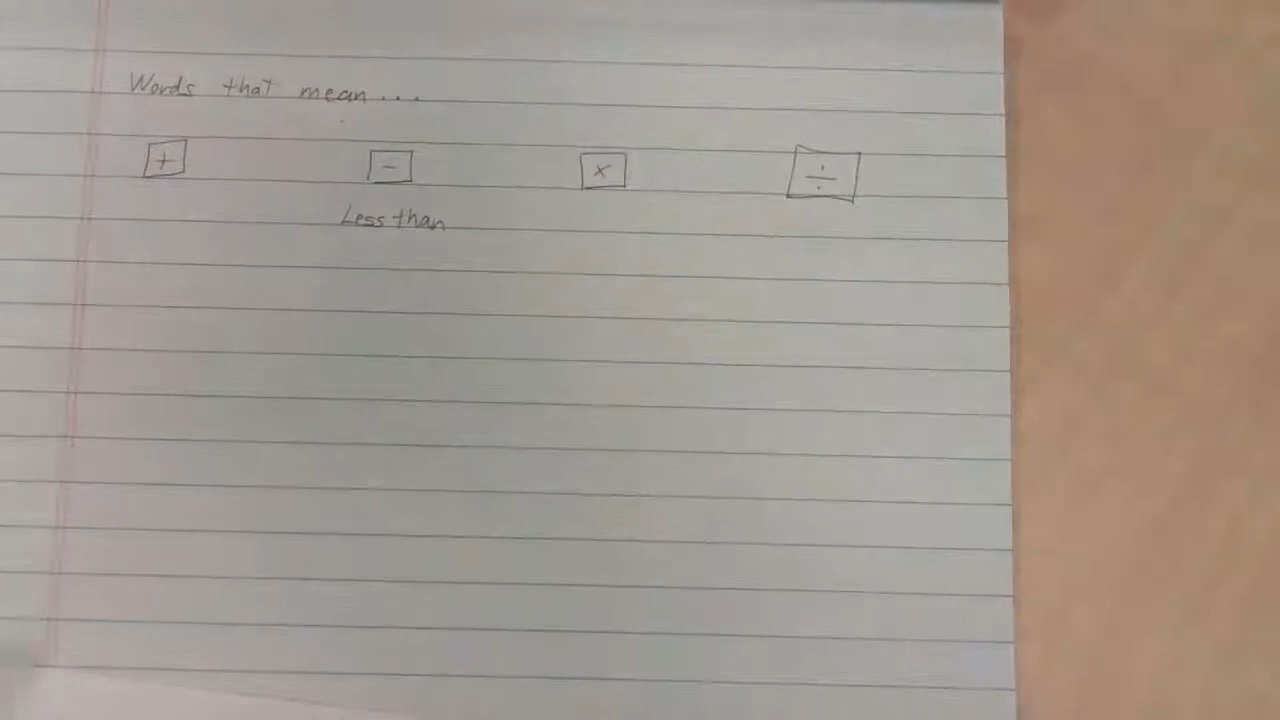 Words that mean...
+ - × ÷
Less than